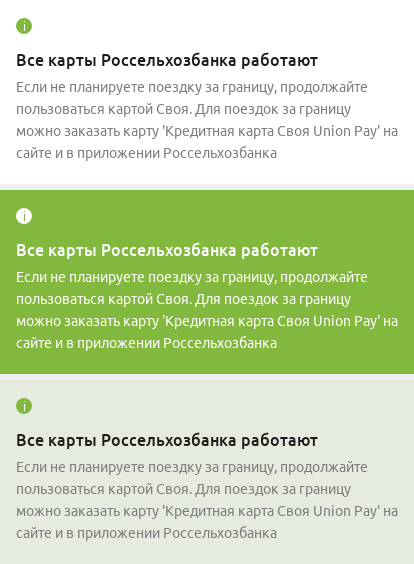 Все карты Россельхозбанка работают
Если не планируете поездку за границу, продолжайте
пользоваться картой Своя. Для поездок за границу
можно заказать карту 'Кредитная карта Своя Union Pay' на
сайте и в приложении Россельхозбанка
Все карты Россельхозбанка работают
Если не планируете поездку за границу, продолжайте
пользоваться картой Своя. Для поездок за границу
можно заказать карту 'Кредитная карта Своя Union Pay' на
сайте и в приложении Россельхозбанка
Все карты Россельхозбанка работают
Если не планируете поездку за границу, продолжайте
пользоваться картой Своя. Для поездок за границу
можно заказать карту 'Кредитная карта Своя Union Pay' на
сайте и в приложении Россельхозбанка